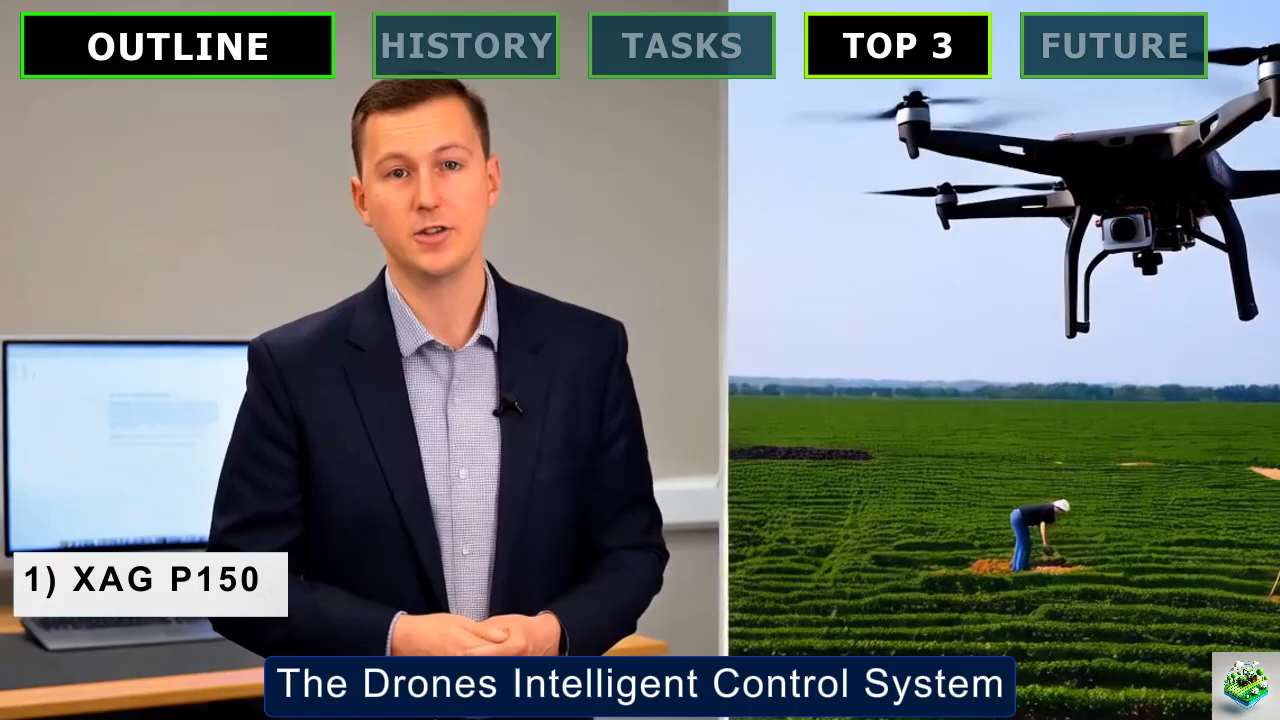 OUTLINE
HISTORY
TASKS
TOP 3
FUTURE
1) XAG P150
The Drones Intelligent Control System